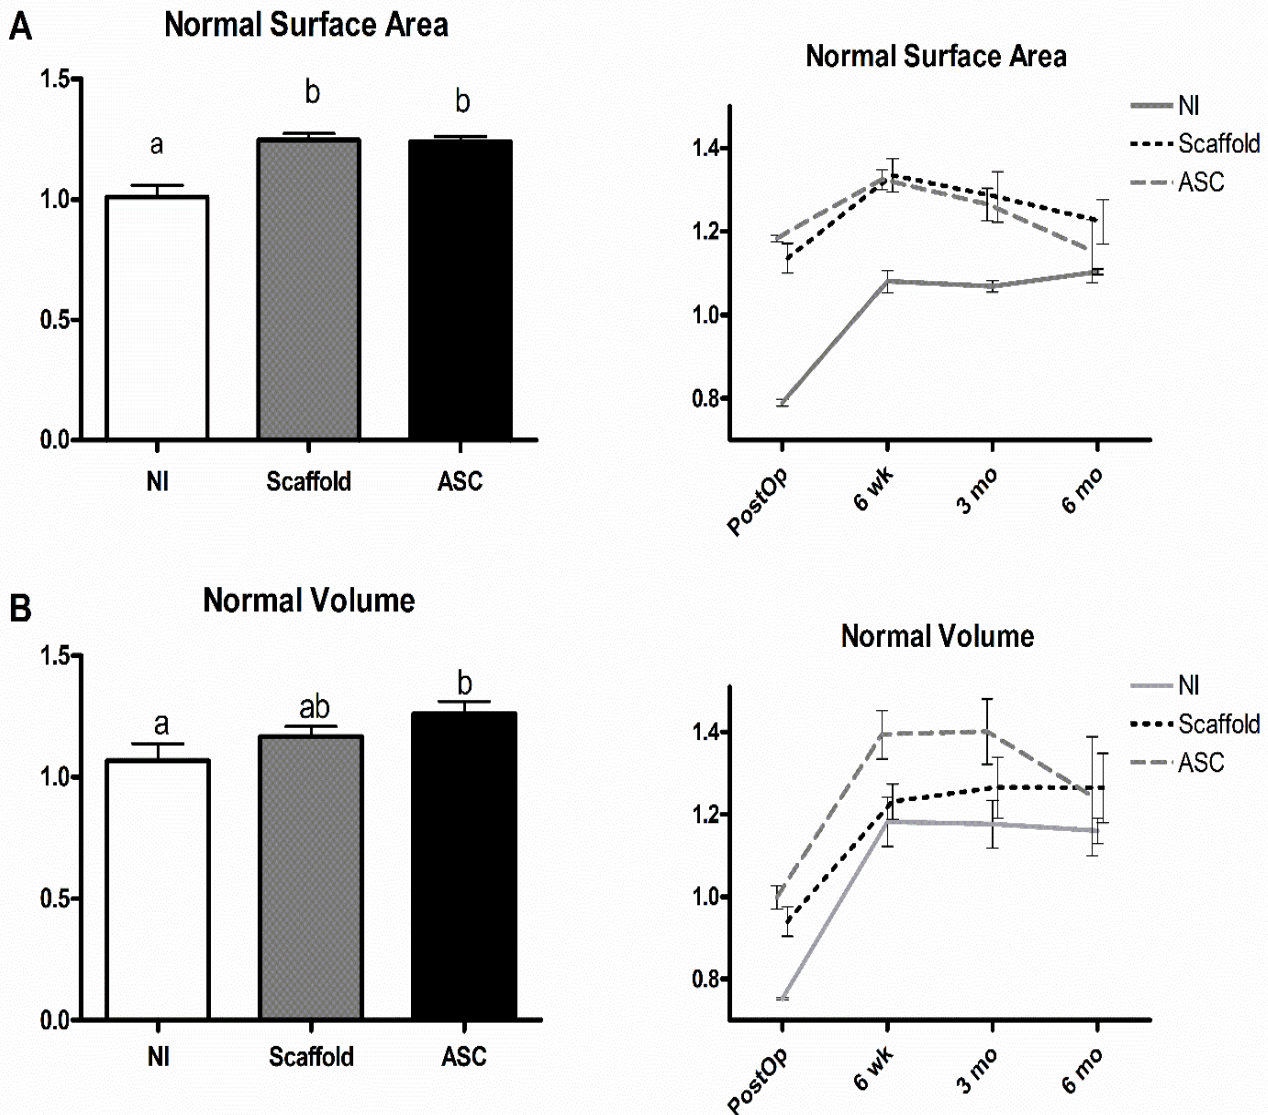 A
Normal Surface Area
1.5
1.0
0.5
0.0
a
b
b
NI
Scaffold
ASC
Normal Surface Area
1.4
1.2
1.0
0.8
PostOp
6 wk
3 mo
6 mo
NI
Scaffold
ASC
B
Normal Volume
1.5
1.0
0.5
0.0
a
ab
b
NI
Scaffold
ASC
Normal Volume
1.4
1.2
1.0
0.8
PostOp
6 wk
3 mo
6 mo
NI
Scaffold
ASC